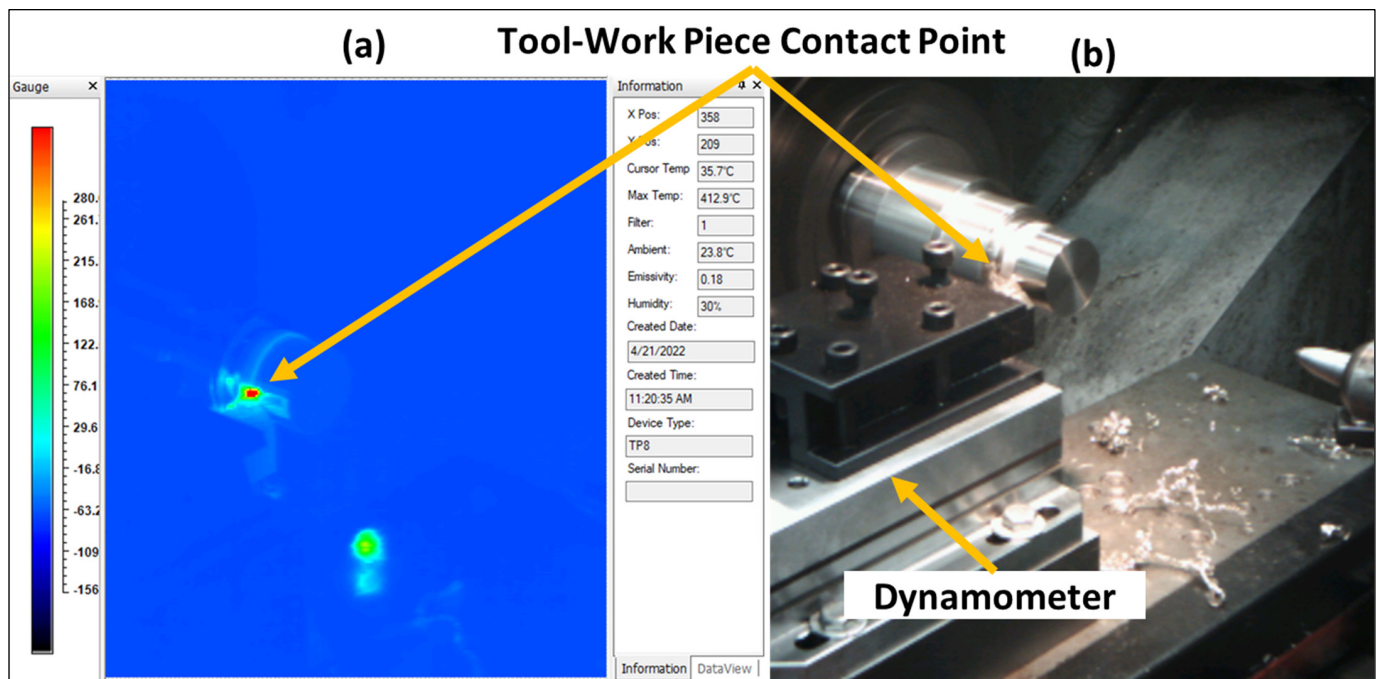 (a)
Tool-Work Piece Contact Point
(b)
Gauge
280.
261.
215.
168.
122.
76.1
29.6
-16.8
-63.2
-109
-156
Information
X Pos: 358
Pos: 209
Cursor Temp 35.7°C
Max Temp: 412.9°C
Filter: 1
Ambient: 23.8°C
Emissivity: 0.18
Humidity: 30%
Created Date:
4/21/2022
Created Time:
11:20:35 AM
Device Type:
TP8
Serial Number:
Information DataView
Dynamometer